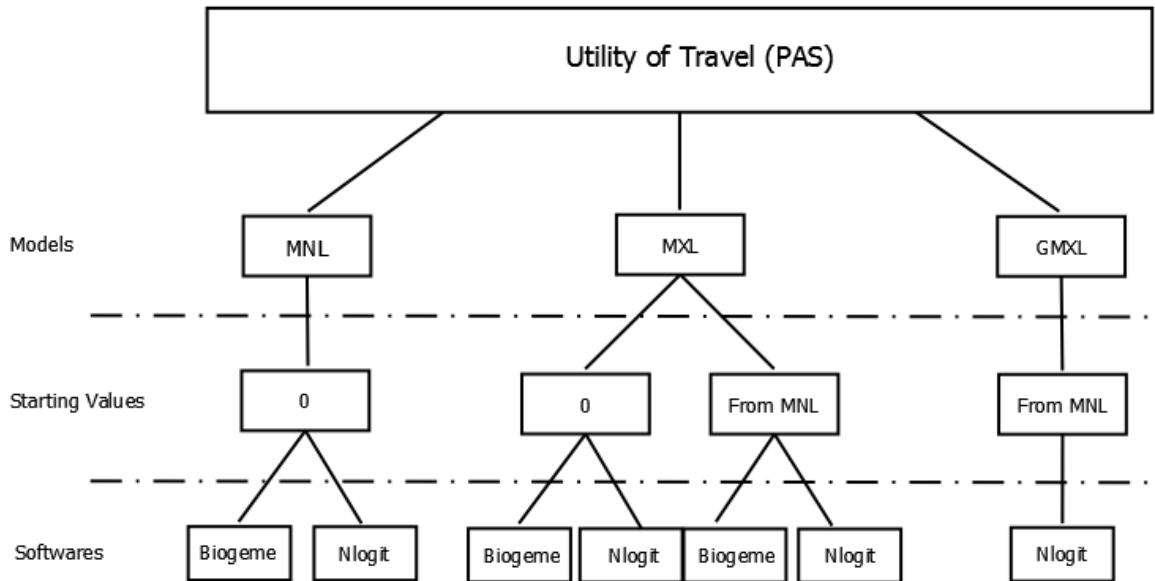 Utility of Travel (PAS)
Models
MNL
MXL
GMXL
Starting Values
0
0
From MNL
From MNL
Softwares
Biogeme
Nlogit
Biogeme
Nlogit
Biogeme
Nlogit
Nlogit